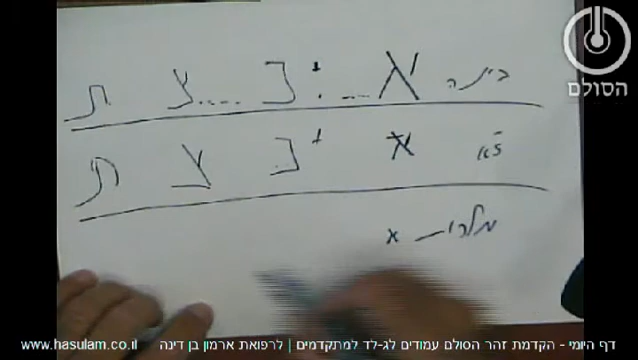 הסולם
בינה א י צ ת
ז"א א י צ ת
מלכות א
דף היומי - הקדמת זהר הסולם עמודים לג-לד למתקדמים | לרפואת ארמון בן דינה www.hasulam.co.il